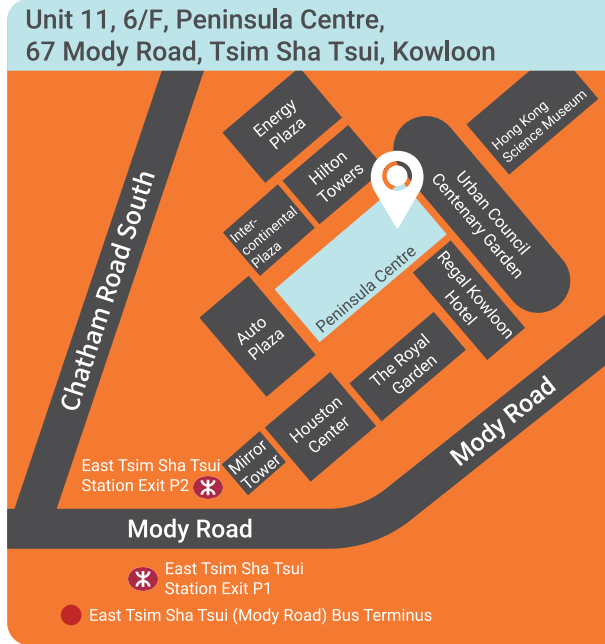 Unit 11, 6/F, Peninsula Centre,
67 Mody Road, Tsim Sha Tsui, Kowloon
Energy
Plaza
Hong Kong
Science Museum
Hilton
Towers
Urban Council
Centenary Garden
Inter-
continental
Plaza
Peninsula Centre
Regal Kowloon
Hotel
Chatham Road South
Auto
Plaza
The Royal
Garden
Houston
Center
Mirror
Tower
Mody Road
East Tsim Sha Tsui
Station Exit P2
Mody Road
East Tsim Sha Tsui
Station Exit P1
East Tsim Sha Tsui (Mody Road) Bus Terminus